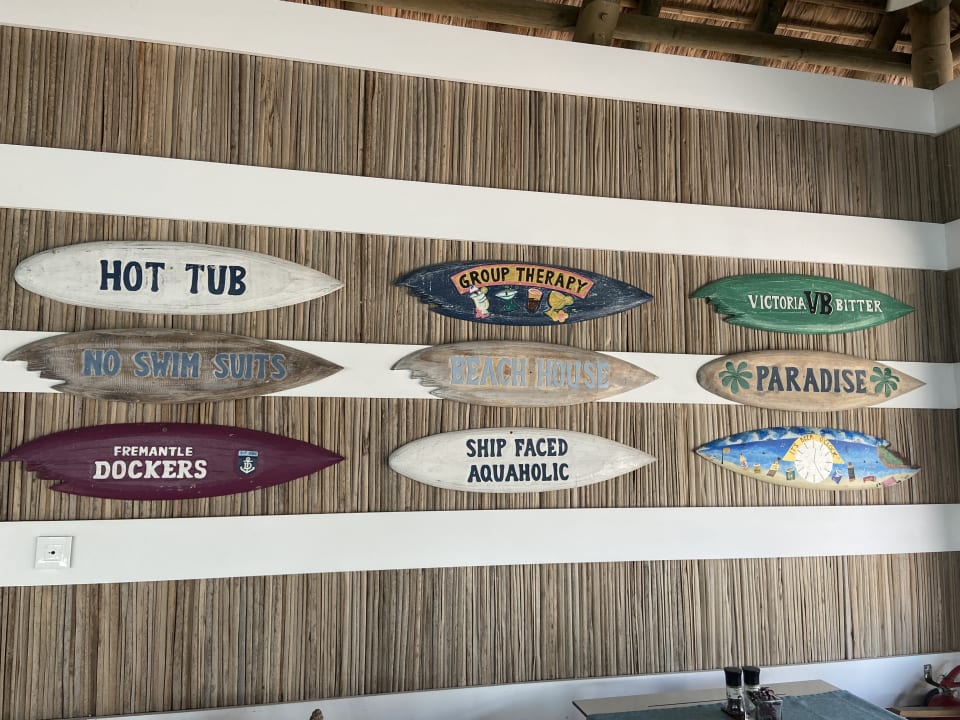 HOT TUB
GROUP THERAPY
VICTORIA VB BITTER
NO SWIM SUITS
BEACH HOUSE
PARADISE
FREMANTLE
DOCKERS
SHIP FACED
AQUAHOLIC